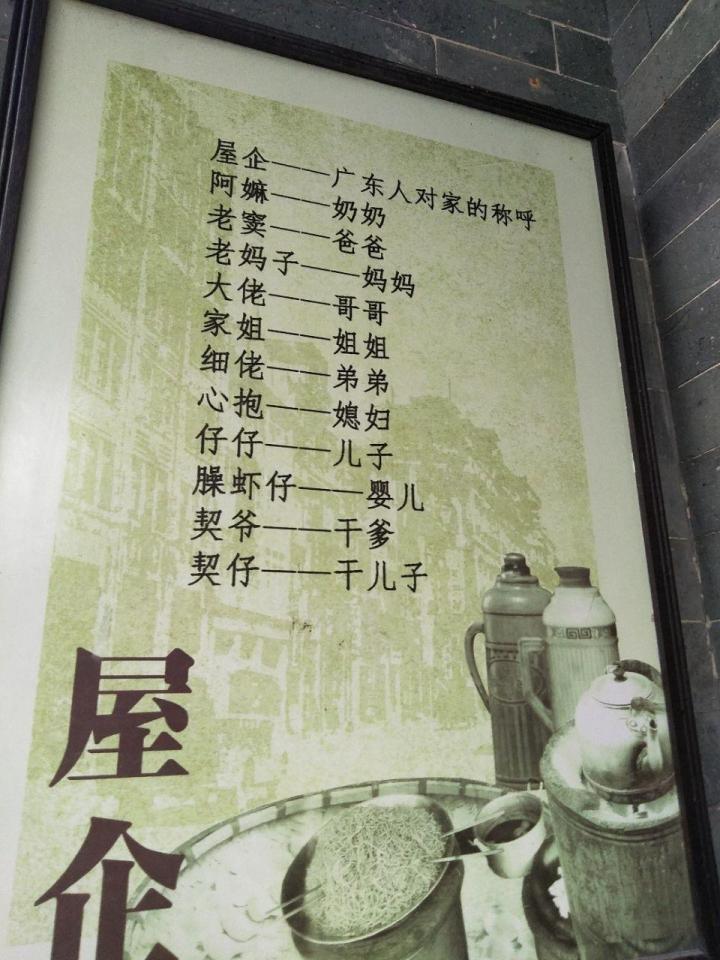 屋企——广东人对家的称呼
阿嫲——奶奶
老窦——爸爸
老妈子——妈妈
大佬——哥哥
家姐——姐姐
细佬——弟弟
心抱——媳妇
仔仔——儿子
臊虾仔——婴儿
契爷——干爹
契仔——干儿子
屋
企